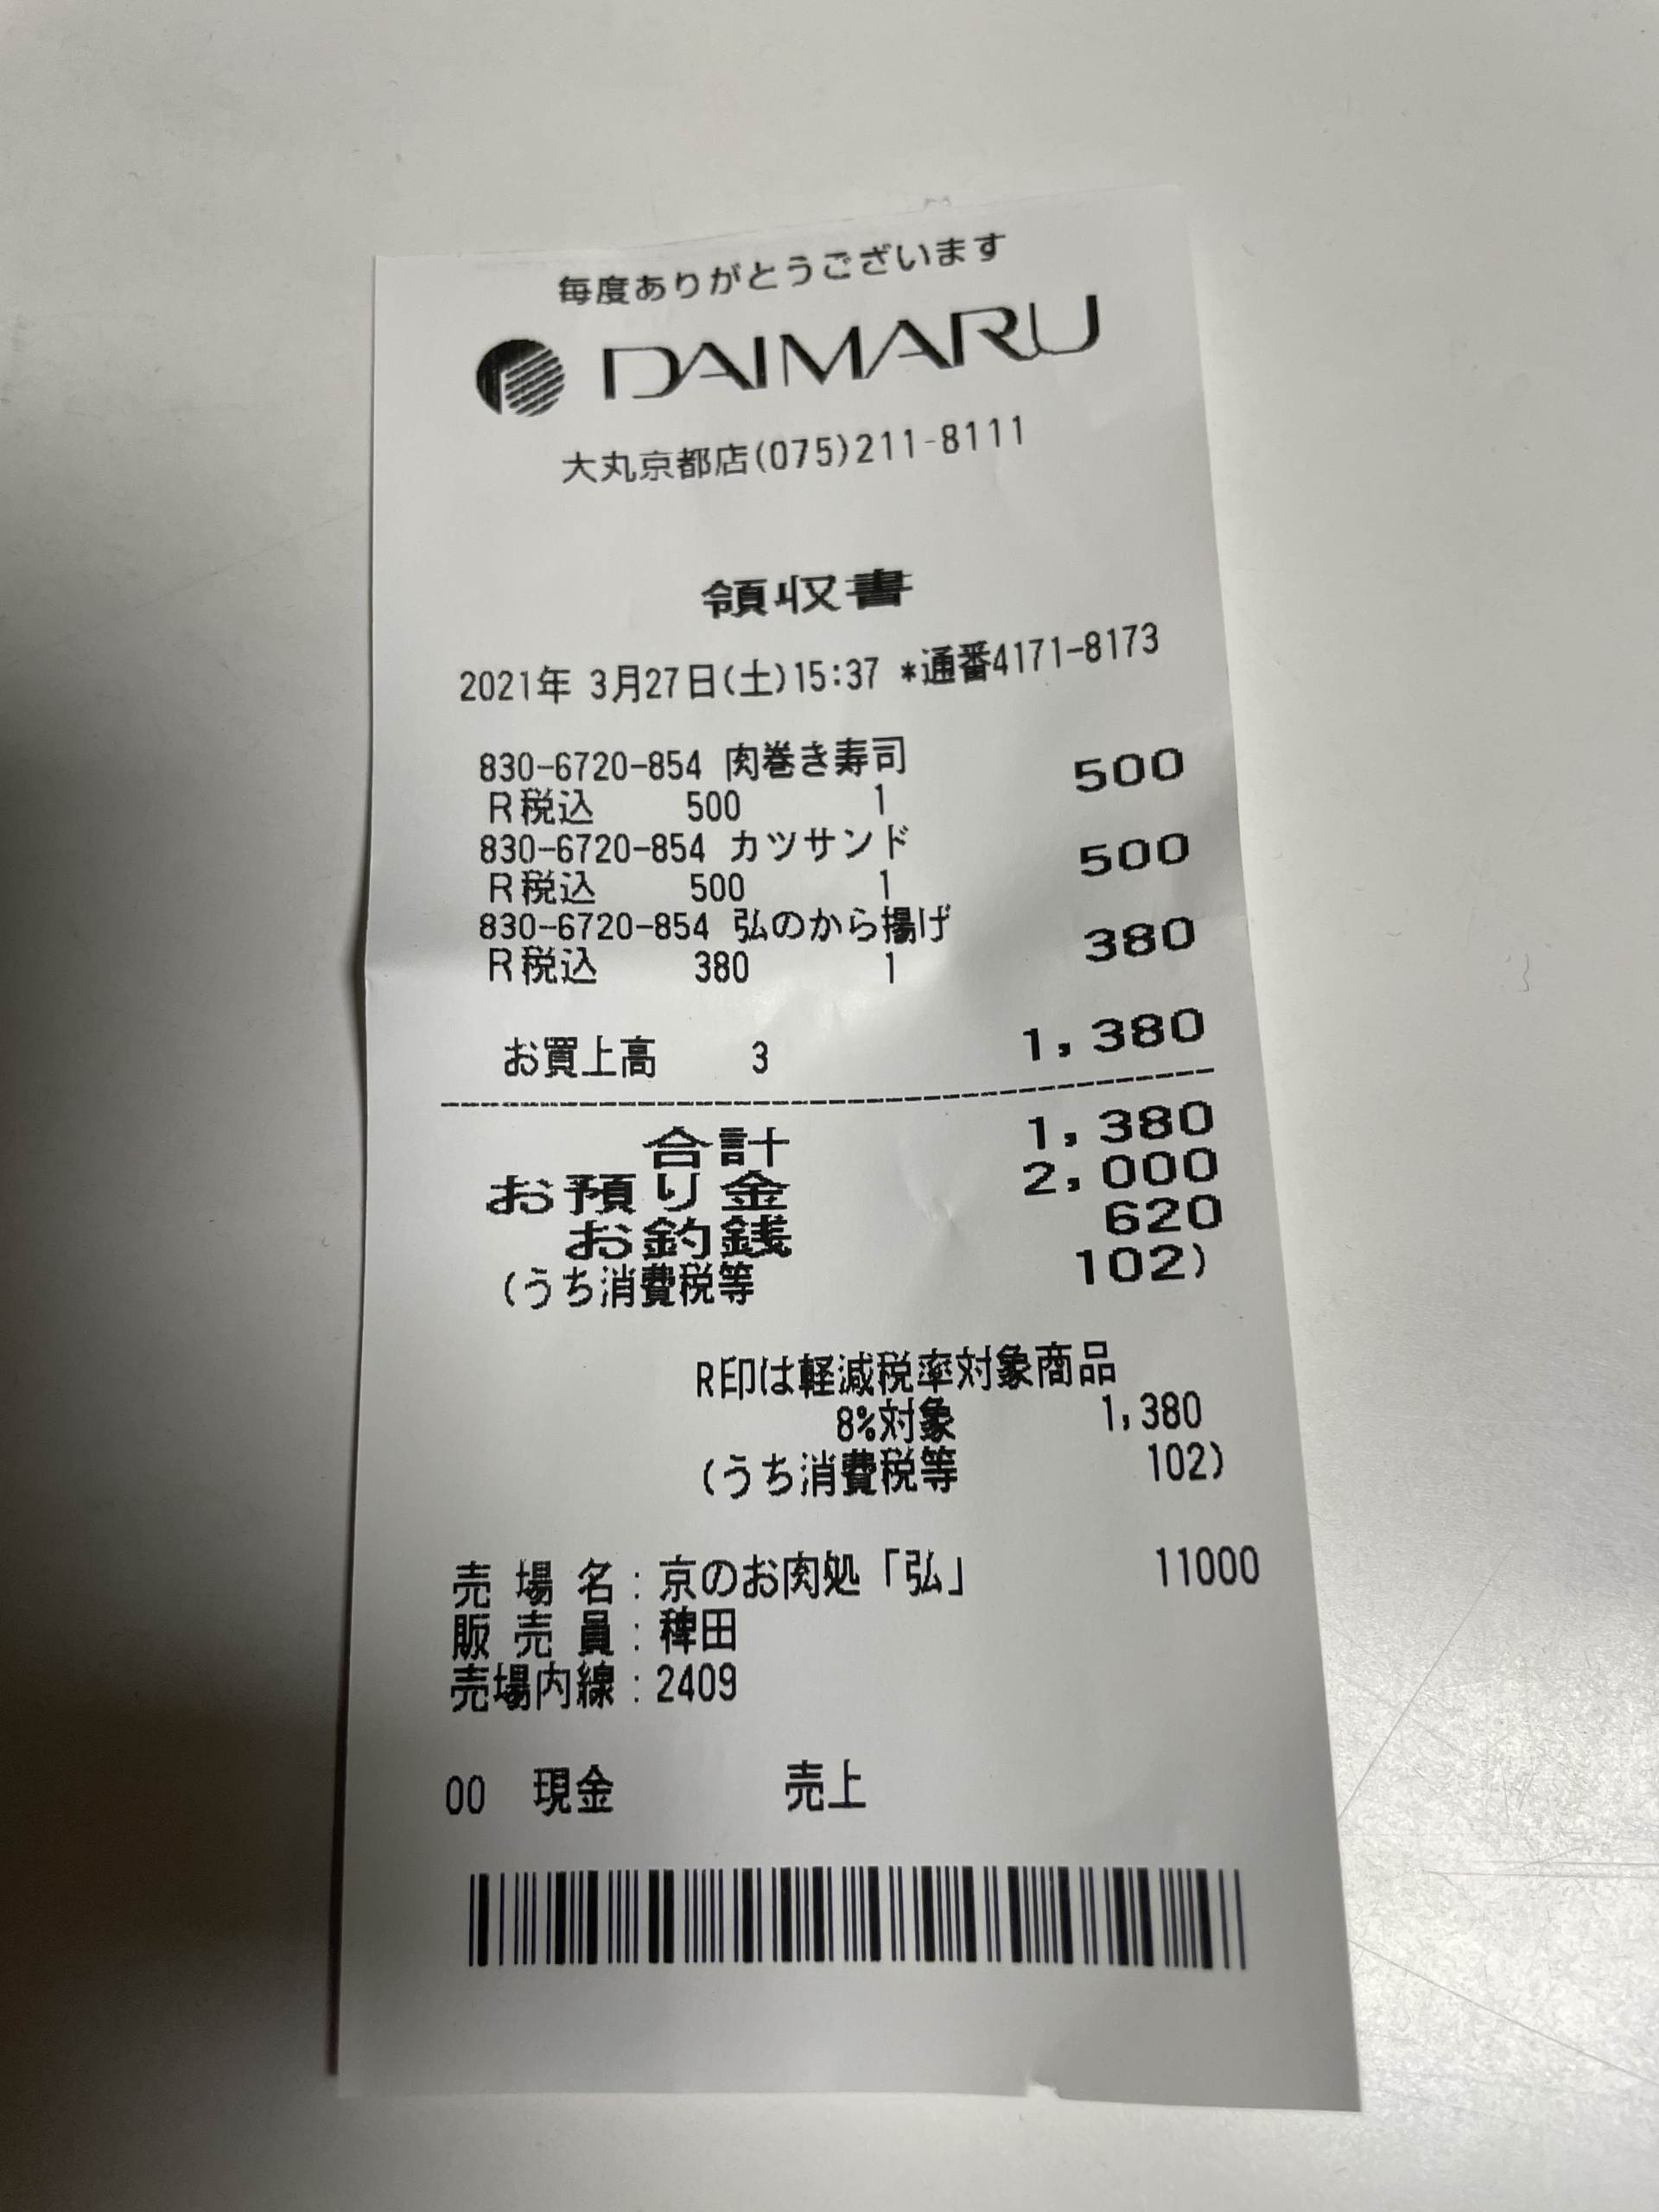 毎度ありがとうございます
DAIMARU
大丸京都店(075)211-8111
領収書
2021年 3月27日(土)15:37 *通番4171-8173
830-6720-854 肉巻き寿司 500
R税込 500 1
830-6720-854 カツサンド 500
R税込 500 1
830-6720-854 弘のから揚げ 380
R税込 380 1
お買上高 3 1,380
合計 1,380
お預り金 2,000
お釣銭 620
(うち消費税等 102)
R印は軽減税率対象商品
8%対象 1,380
(うち消費税等 102)
売場名:京のお肉処「弘」 11000
販売員:稗田
売場内線:2409
00 現金 売上